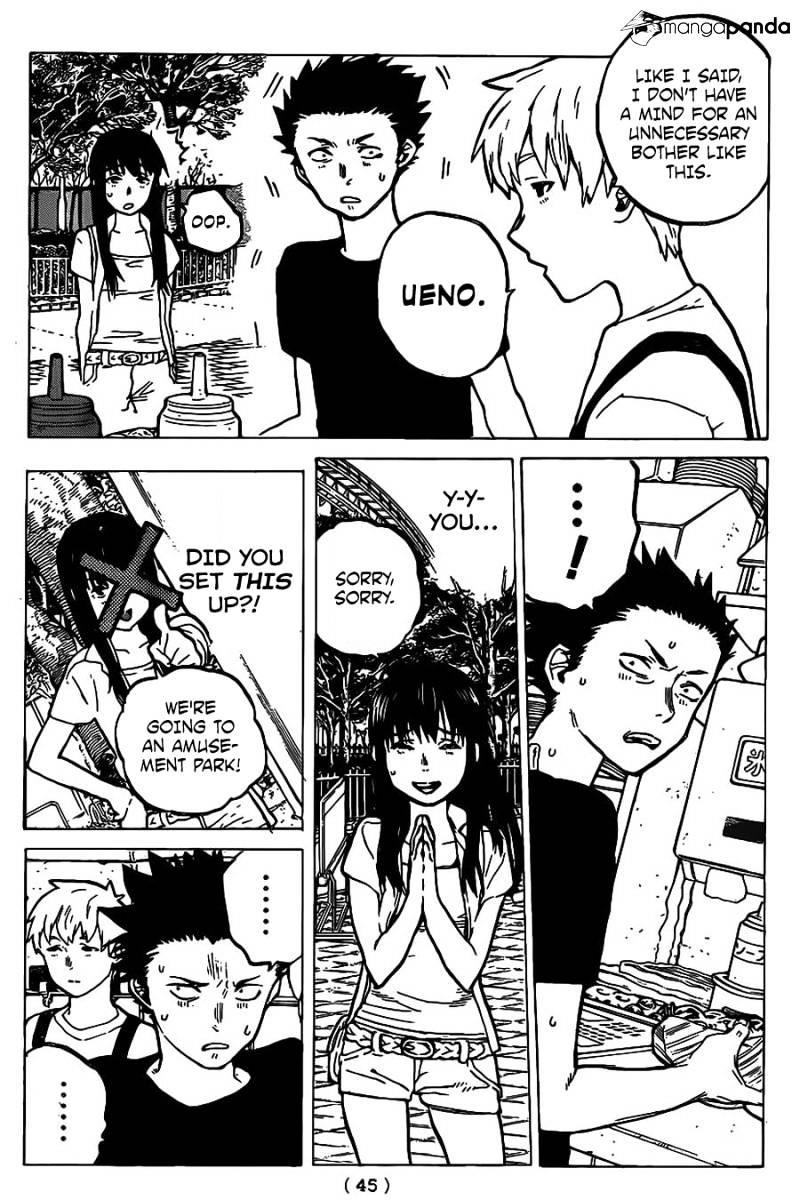 mangapanda
LIKE I SAID,
I DON'T HAVE
A MIND FOR AN
UNNECESSARY
BOTHER LIKE
THIS.
UENO.
OOP.
...!
Y-Y-
YOU...
SORRY,
SORRY.
DID YOU
SET THIS
UP?!
WE'RE
GOING TO
AN AMUSE-
MENT PARK!
.....
.....
氷
( 45 )